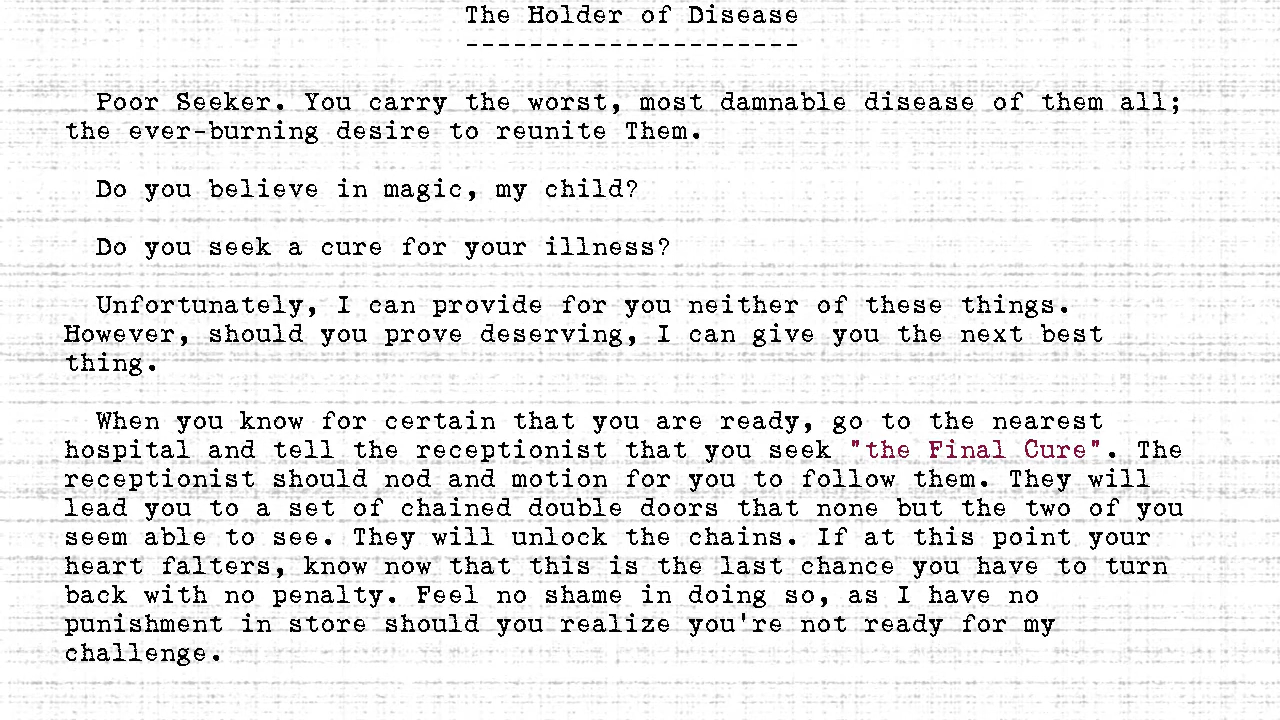 The Holder of Disease
---------------------
Poor Seeker. You carry the worst, most damnable disease of them all;
the ever-burning desire to reunite Them.
Do you believe in magic, my child?
Do you seek a cure for your illness?
Unfortunately, I can provide for you neither of these things.
However, should you prove deserving, I can give you the next best
thing.
When you know for certain that you are ready, go to the nearest
hospital and tell the receptionist that you seek "the Final Cure". The
receptionist should nod and motion for you to follow them. They will
lead you to a set of chained double doors that none but the two of you
seem able to see. They will unlock the chains. If at this point your
heart falters, know now that this is the last chance you have to turn
back with no penalty. Feel no shame in doing so, as I have no
punishment in store should you realize you're not ready for my
challenge.